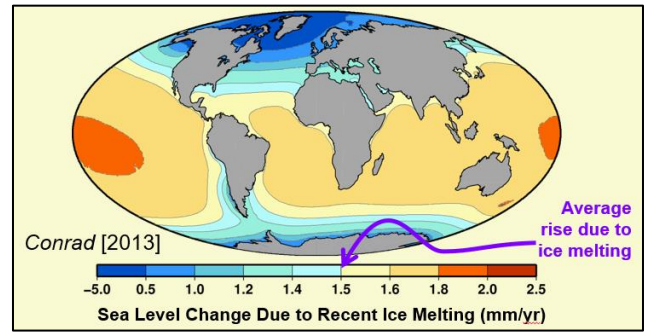 Average
rise due to
ice melting
Conrad [2013]
-5.0 0.5 1.0 1.2 1.4 1.5 1.6 1.8 2.0 2.5
Sea Level Change Due to Recent Ice Melting (mm/yr)